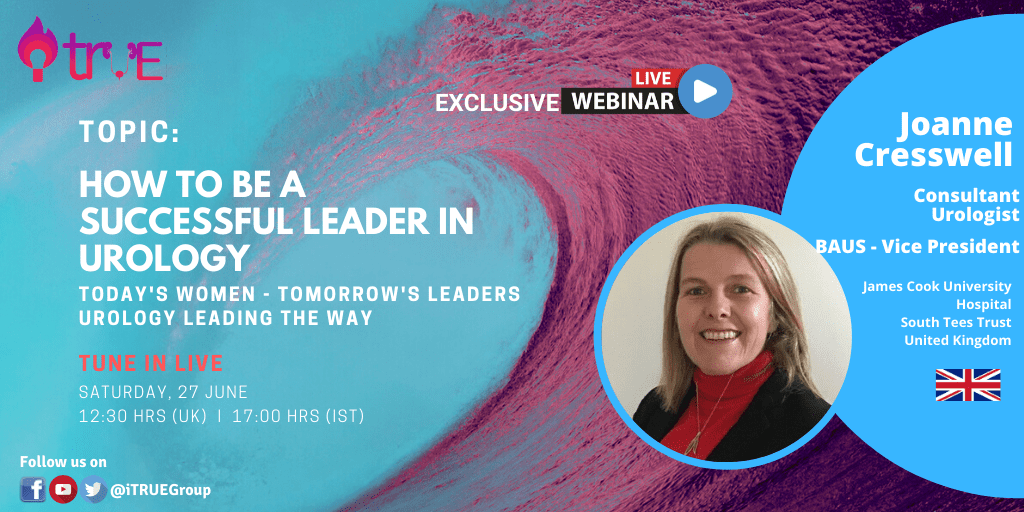 trUE
EXCLUSIVE
LIVE
WEBINAR
TOPIC:
HOW TO BE A
SUCCESSFUL LEADER IN
UROLOGY
TODAY'S WOMEN - TOMORROW'S LEADERS
UROLOGY LEADING THE WAY
TUNE IN LIVE
SATURDAY, 27 JUNE
12:30 HRS (UK) I 17:00 HRS (IST)
Follow us on
@iTRUEGroup
Joanne
Cresswell
Consultant
Urologist
BAUS - Vice President
James Cook University
Hospital
South Tees Trust
United Kingdom